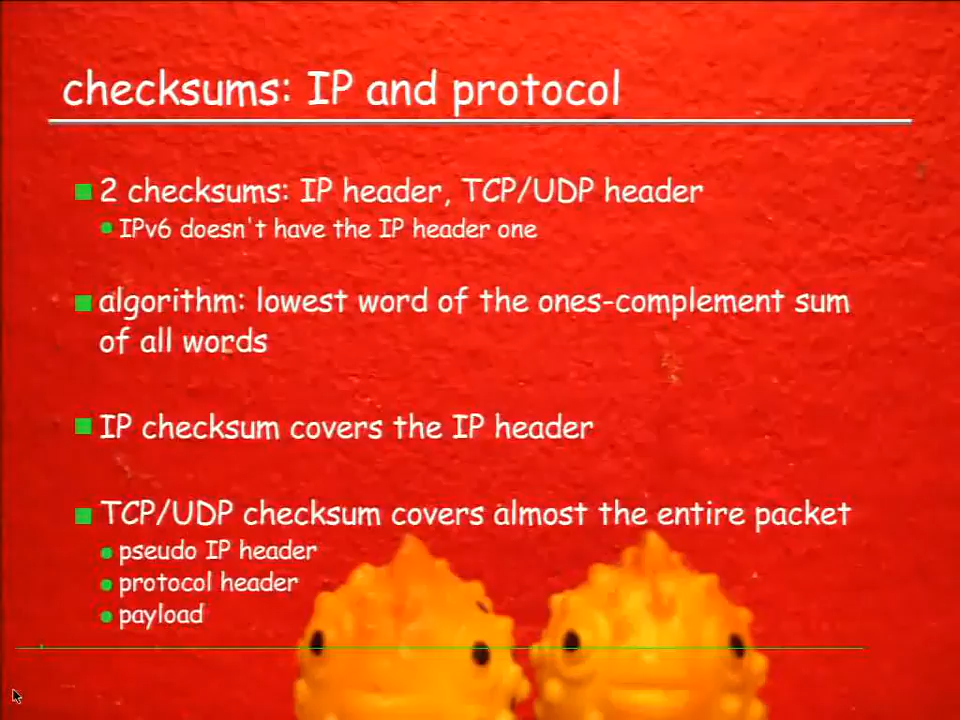 checksums: IP and protocol
2 checksums: IP header, TCP/UDP header
IPv6 doesn't have the IP header one
algorithm: lowest word of the ones-complement sum
of all words
IP checksum covers the IP header
TCP/UDP checksum covers almost the entire packet
pseudo IP header
protocol header
payload